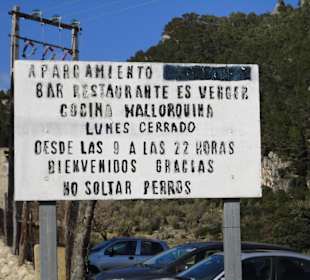 APARCAMIENTO
BAR RESTAURANTE ES VERGER
COCINA MALLORQUINA
LUNES CERRADO
DESDE LAS 9 A LAS 22 HORAS
BIENVENIDOS GRACIAS
NO SOLTAR PERROS